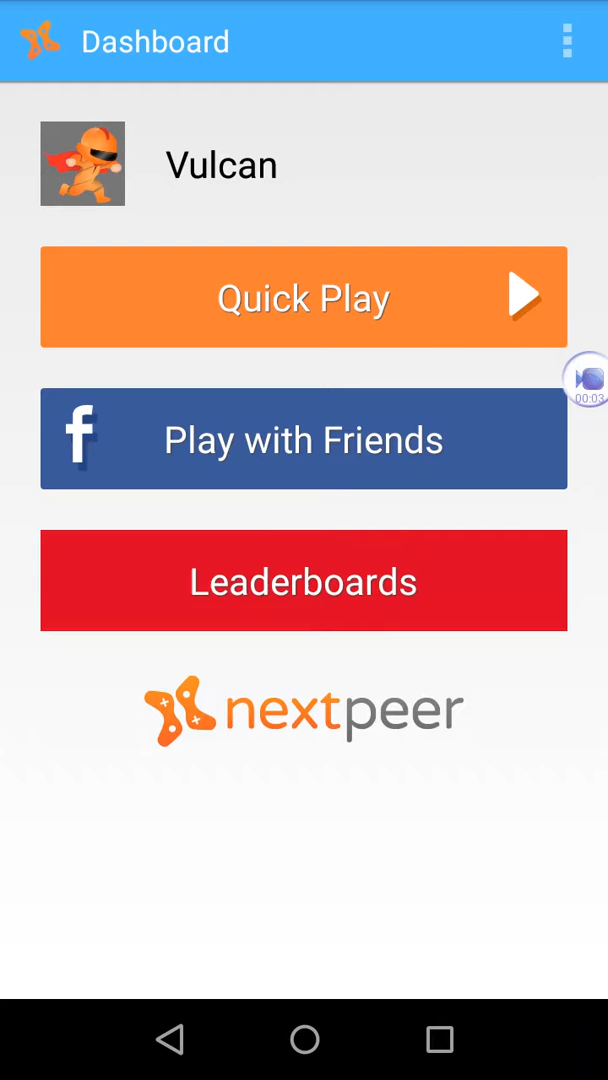 Dashboard
Vulcan
Quick Play
00:03
f Play with Friends
Leaderboards
nextpeer